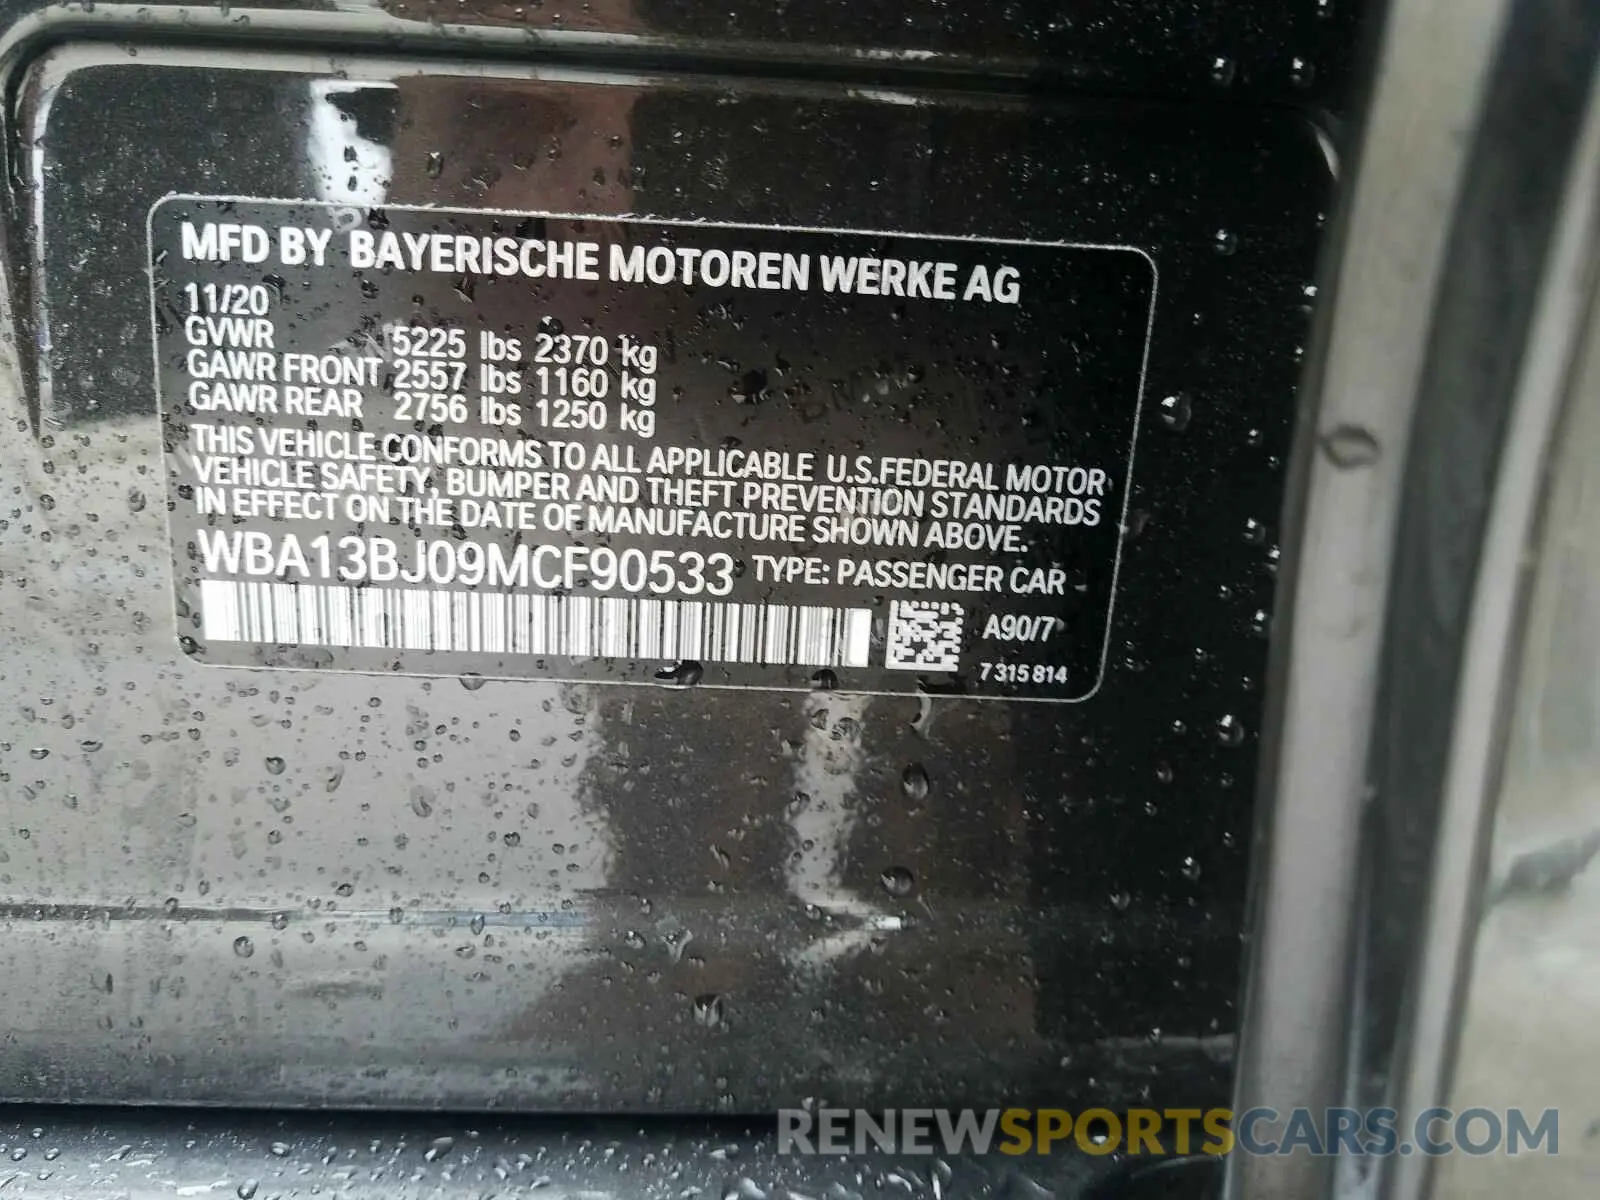 MFD BY BAYERISCHE MOTOREN WERKE AG
11/20
GVWR 5225 lbs 2370 kg
GAWR FRONT 2557 lbs 1160 kg
GAWR REAR 2756 lbs 1250 kg
THIS VEHICLE CONFORMS TO ALL APPLICABLE U.S.FEDERAL MOTOR
VEHICLE SAFETY, BUMPER AND THEFT PREVENTION STANDARDS
IN EFFECT ON THE DATE OF MANUFACTURE SHOWN ABOVE.
WBA13BJ09MCF90533 TYPE: PASSENGER CAR
A90/7
7315814
RENEWSPORTSCARS.COM